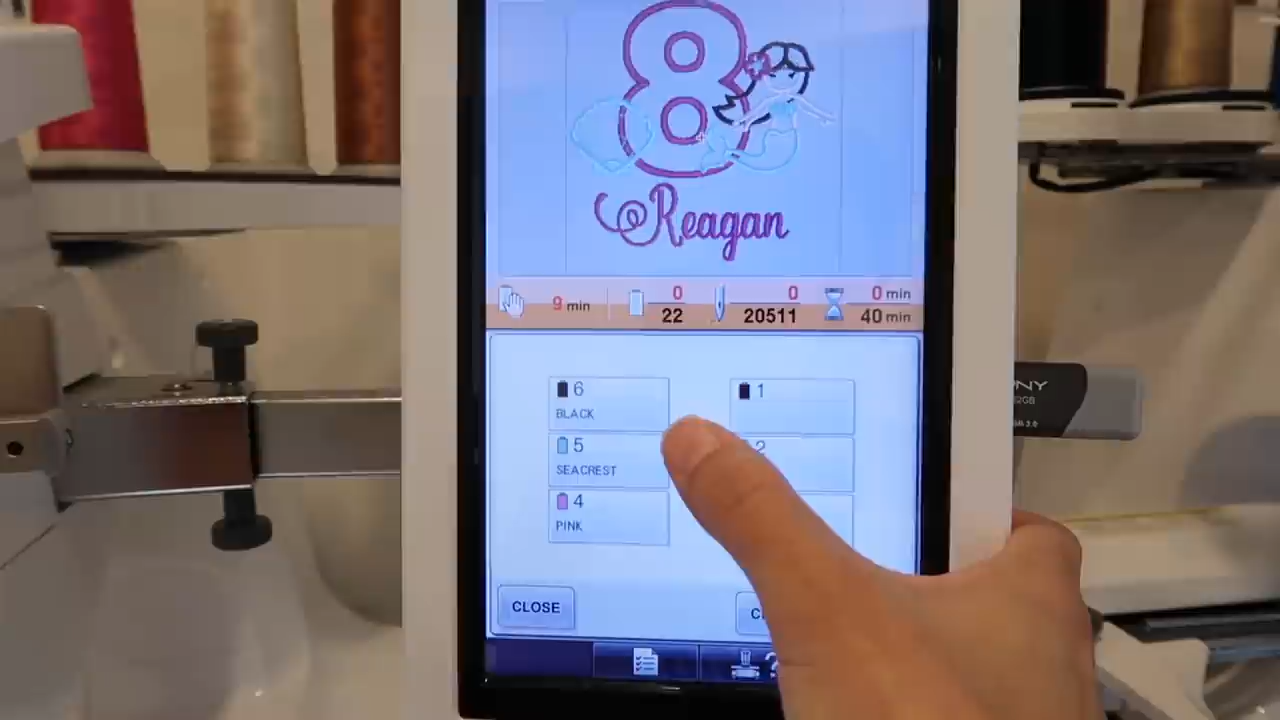 8
Reagan
9 min
0
22
0
20511
0 min
40 min
6
BLACK
1
5
SEACREST
2
4
PINK
CLOSE
NY